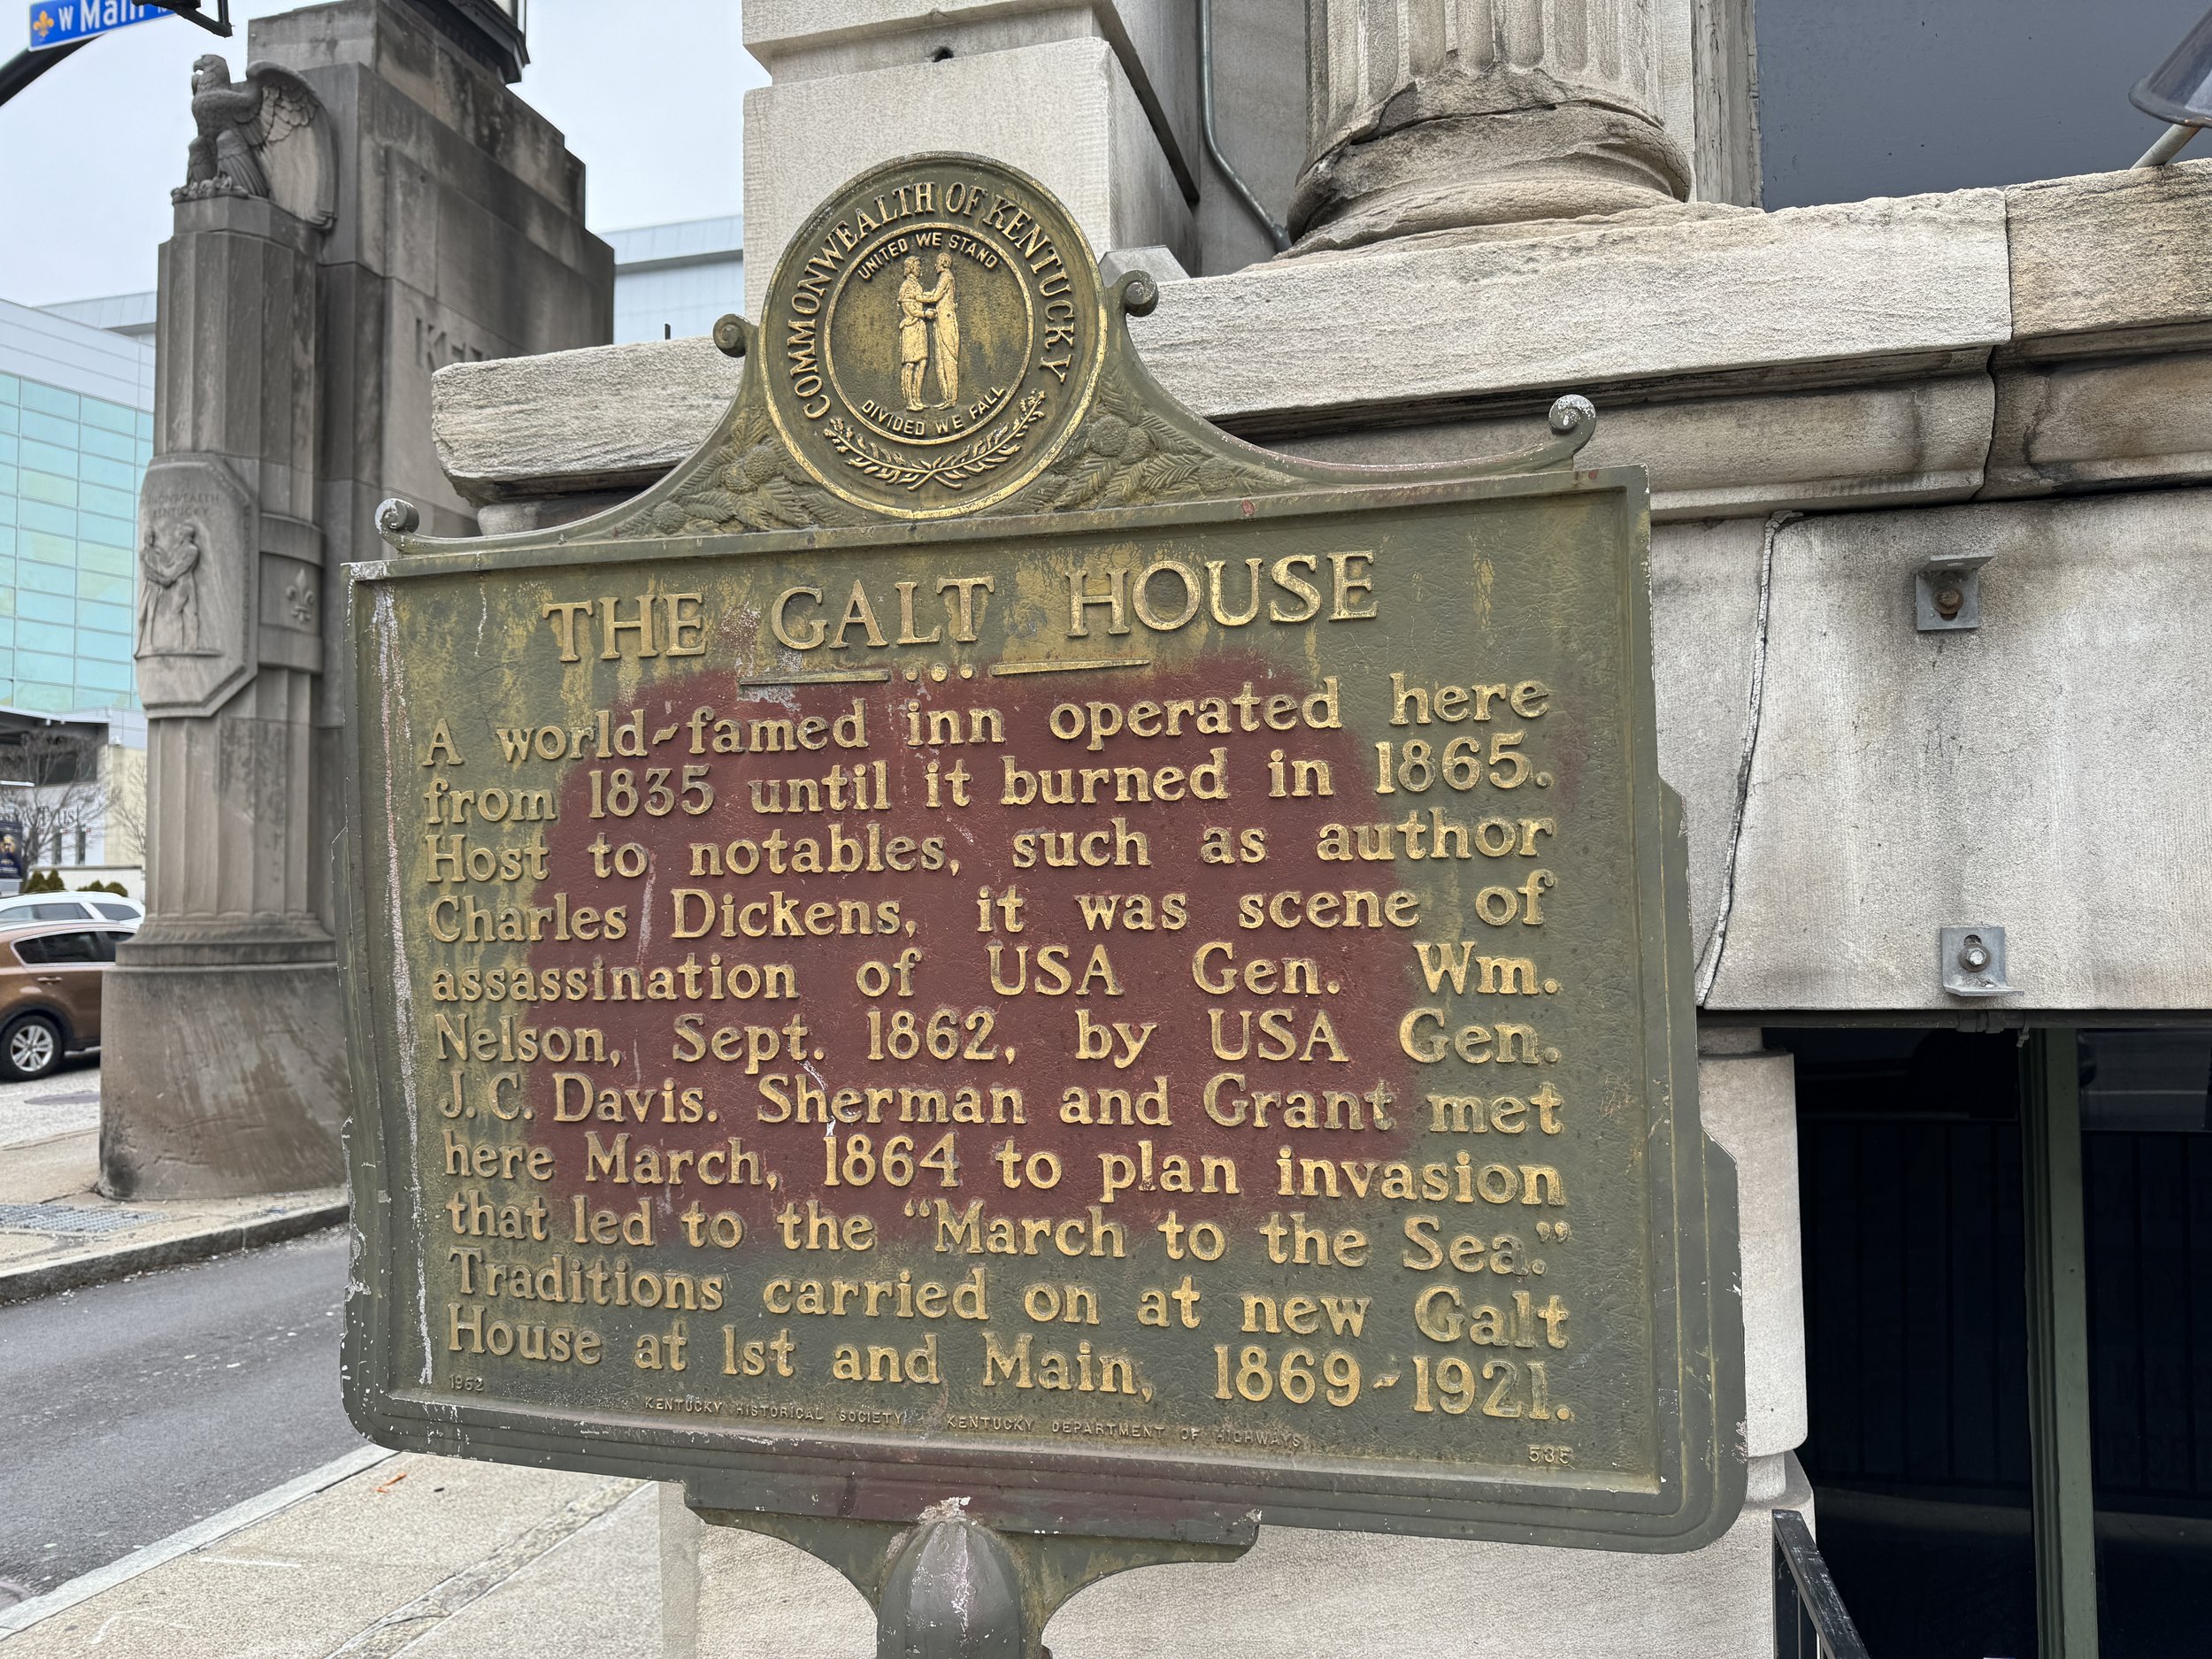 W Main
COMMONWEALTH OF KENTUCKY
UNITED WE STAND
DIVIDED WE FALL
THE GALT HOUSE
A world-famed inn operated here
from 1835 until it burned in 1865.
Host to notables, such as author
Charles Dickens, it was scene of
assassination of USA Gen. Wm.
Nelson, Sept. 1862, by USA Gen.
J. C. Davis. Sherman and Grant met
here March, 1864 to plan invasion
that led to the “March to the Sea.”
Traditions carried on at new Galt
House at 1st and Main, 1869-1921.
1962
KENTUCKY HISTORICAL SOCIETY KENTUCKY DEPARTMENT OF HIGHWAYS
535
KENTUCKY